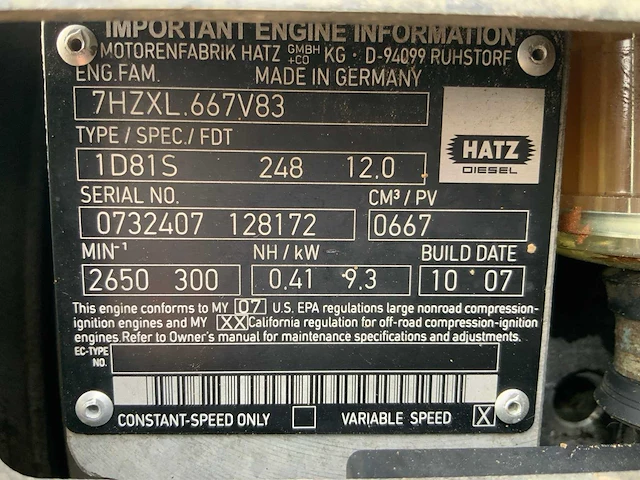 IMPORTANT ENGINE INFORMATION
MOTORENFABRIK HATZ GMBH +CO KG · D-94099 RUHSTORF
ENG.FAM. MADE IN GERMANY
7HZXL.667V83
TYPE / SPEC./ FDT
1D81S 248 12.0
HATZ
DIESEL
SERIAL NO. CM³ / PV
0732407 128172 0667
MIN⁻¹ NH / kW BUILD DATE
2650 300 0.41 9.3 10 07
This engine conforms to MY 07 U.S. EPA regulations large nonroad compression-
ignition engines and MY XX California regulation for off-road compression-ignition
engines. Refer to Owner's manual for maintenance specifications and adjustments.
EC-TYPE
NO.
CONSTANT-SPEED ONLY VARIABLE SPEED X